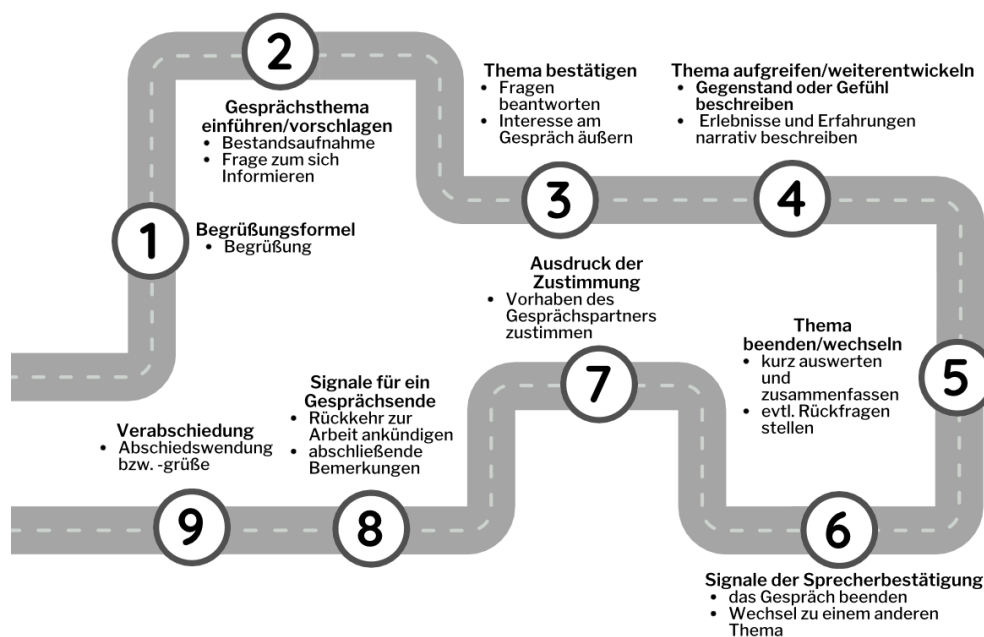 1
Begrüßungsformel
• Begrüßung
2
Gesprächsthema
einführen/vorschlagen
• Bestandsaufnahme
• Frage zum sich
Informieren
3
Thema bestätigen
• Fragen
beantworten
• Interesse am
Gespräch äußern
4
Thema aufgreifen/weiterentwickeln
• Gegenstand oder Gefühl
beschreiben
• Erlebnisse und Erfahrungen
narrativ beschreiben
5
Thema
beenden/wechseln
• kurz auswerten
und
zusammenfassen
• evtl. Rückfragen
stellen
6
Signale der Sprecherbestätigung
• das Gespräch beenden
• Wechsel zu einem anderen
Thema
7
Ausdruck der
Zustimmung
• Vorhaben des
Gesprächspartners
zustimmen
8
Signale für ein
Gesprächsende
• Rückkehr zur
Arbeit ankündigen
• abschließende
Bemerkungen
9
Verabschiedung
• Abschiedswendung
bzw. -grüße